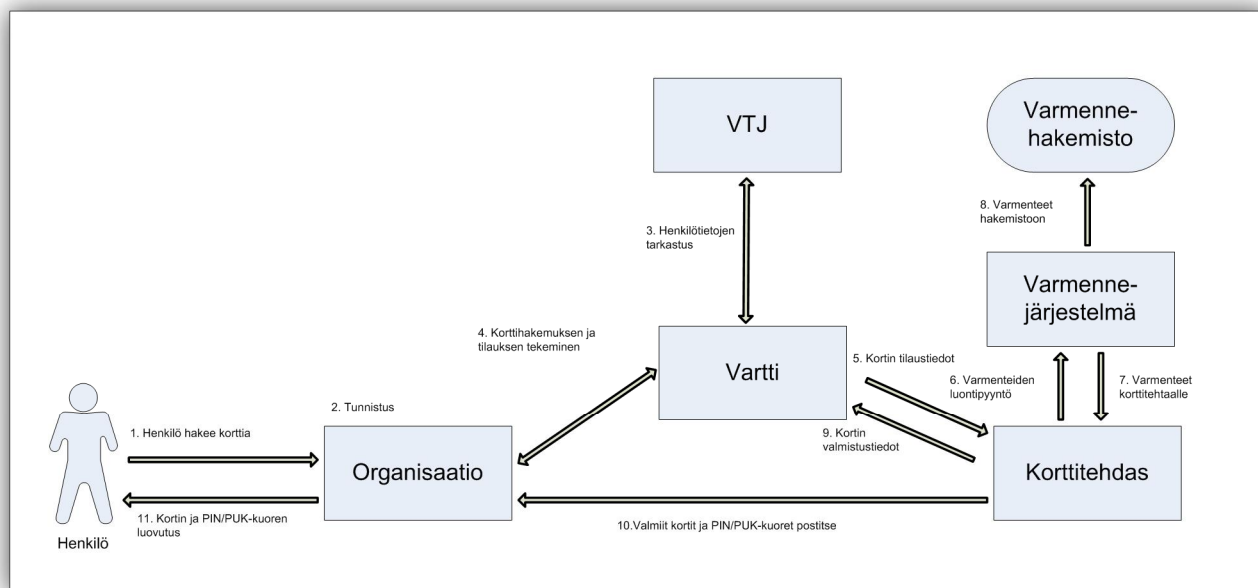 VTJ
Varmenne-
hakemisto
8. Varmenteet
hakemistoon
3. Henkilötietojen
tarkastus
Varmenne-
järjestelmä
4. Korttihakemuksen ja
tilauksen tekeminen
Vartti
5. Kortin tilaustiedot
6. Varmenteiden
luontipyyntö
7. Varmenteet
korttitehtaalle
2. Tunnistus
1. Henkilö hakee korttia
Organisaatio
9. Kortin
valmistustiedot
Korttitehdas
11. Kortin ja PIN/PUK-kuoren
luovutus
10.Valmiit kortit ja PIN/PUK-kuoret postitse
Henkilö